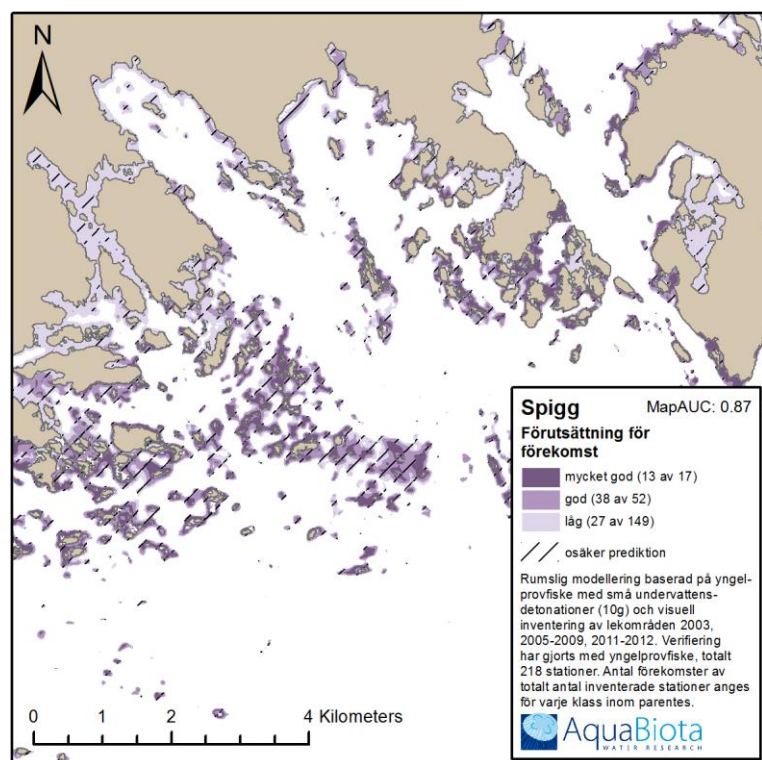 N
Spigg MapAUC: 0.87
Förutsättning för
förekomst
mycket god (13 av 17)
god (38 av 52)
låg (27 av 149)
osäker prediktion
Rumslig modellering baserad på yngel-
provfiske med små undervattens-
detonationer (10g) och visuell
inventering av lekområden 2003,
2005-2009, 2011-2012. Verifiering
har gjorts med yngelprovfiske, totalt
218 stationer. Antal förekomster av
totalt antal inventerade stationer anges
för varje klass inom parentes.
AquaBiota
WATER RESEARCH
0 1 2 4 Kilometers